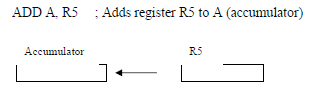 ADD A, R5 ; Adds register R5 to A (accumulator)
Accumulator R5